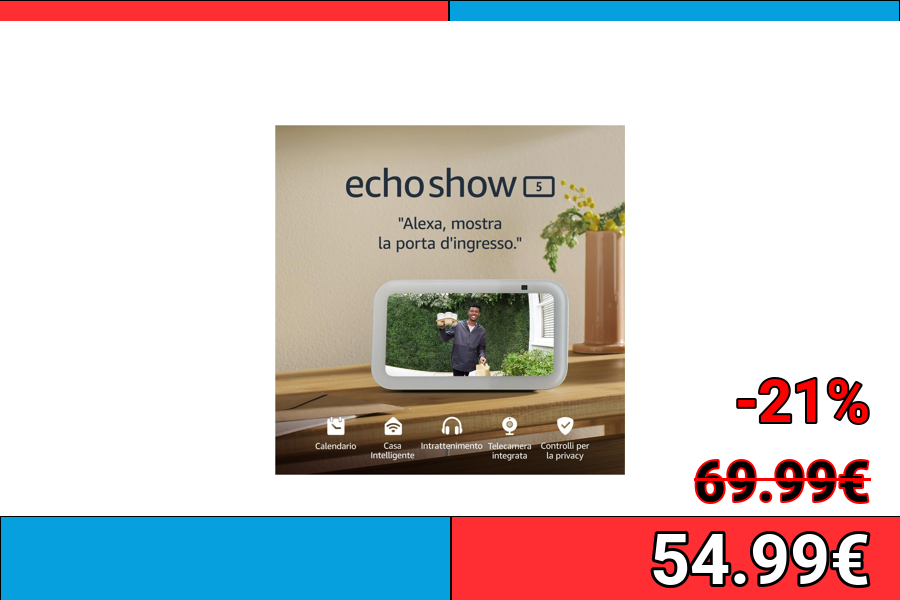 echo show 5
"Alexa, mostra
la porta d'ingresso."
Calendario
Casa
Intelligente
Intrattenimento
Telecamera
integrata
Controlli per
la privacy
-21%
69.99€
54.99€